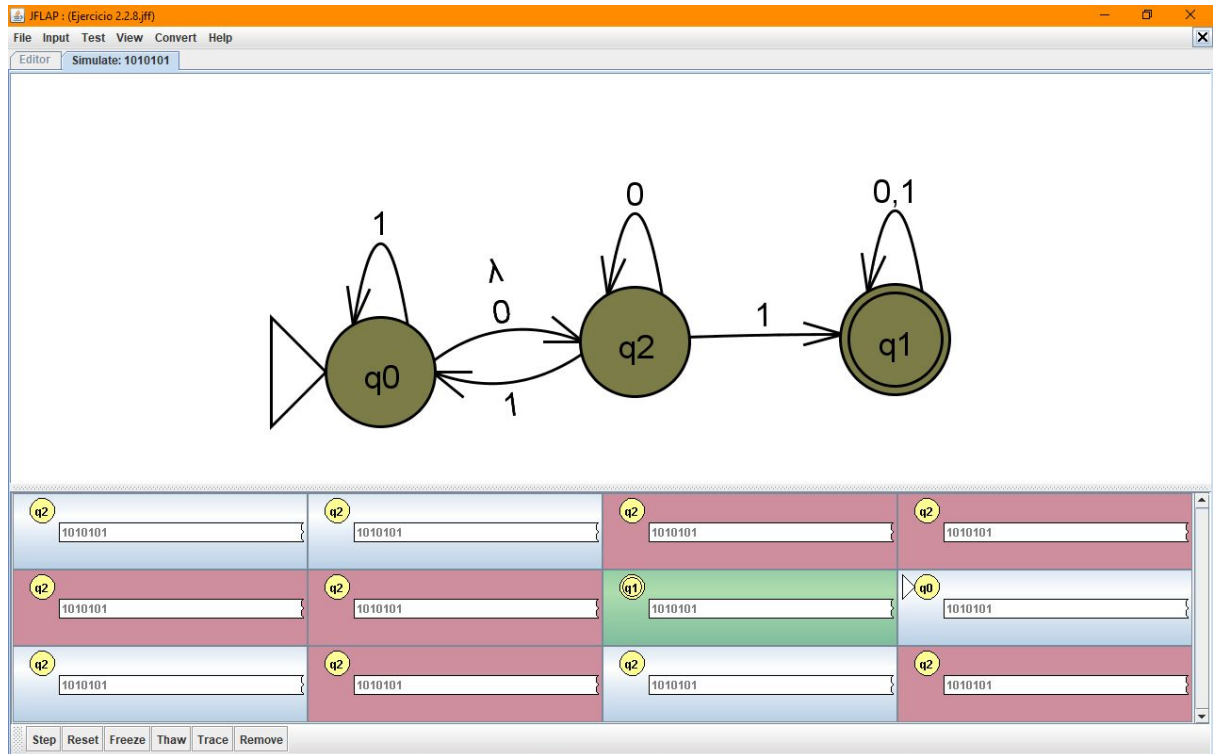 JFLAP : (Ejercicio 2.2.8.jff)
File Input Test View Convert Help
Editor Simulate: 1010101
1
λ
0
1
0
1
0,1
q0
q2
q1
q2 1010101 q2 1010101 q2 1010101 q2 1010101
q2 1010101 q2 1010101 q1 1010101 q0 1010101
q2 1010101 q2 1010101 q2 1010101 q2 1010101
Step Reset Freeze Thaw Trace Remove